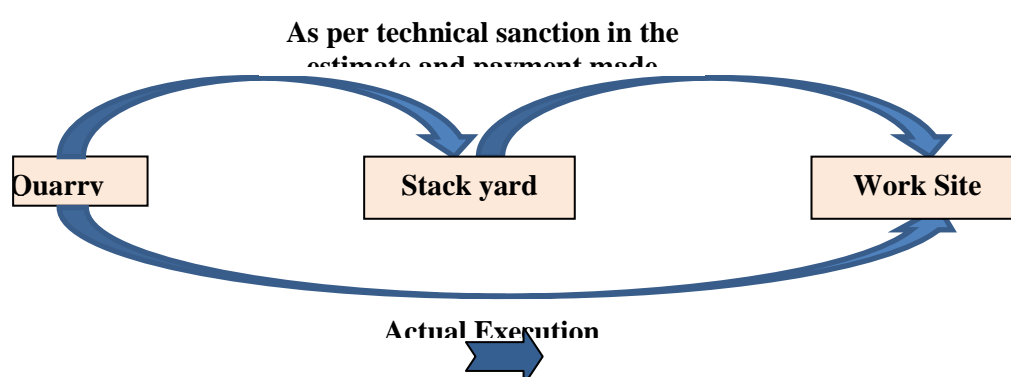 As per technical sanction in the
estimate and payment made
Quarry
Stack yard
Work Site
Actual Execution